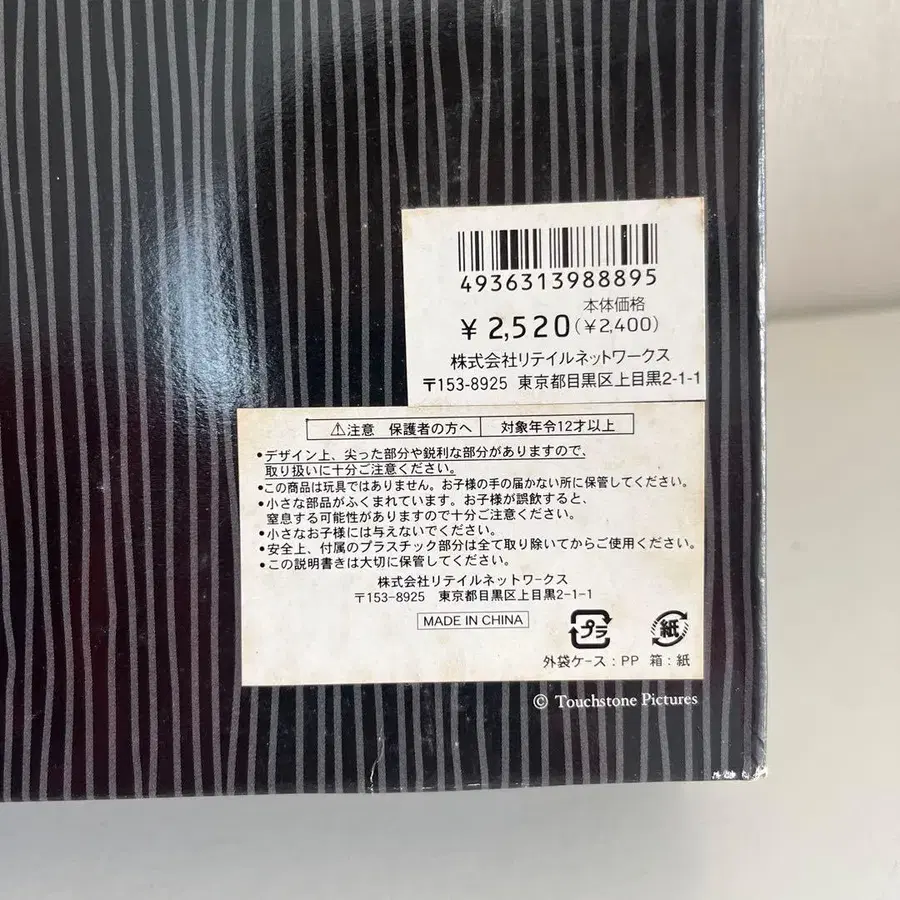 4936313988895
本体価格
¥ 2,520(¥2,400)
株式会社リテイルネットワークス
〒153-8925 東京都目黒区上目黒2-1-1
⚠注意 保護者の方へ 対象年令12才以上
•デザイン上、尖った部分や鋭利な部分がありますので、
取り扱いに十分ご注意ください。
•この商品は玩具ではありません。お子様の手の届かない所に保管してください。
•小さな部品がふくまれています。お子様が誤飲すると、
窒息する可能性がありますので十分ご注意ください。
•小さなお子様には与えないでください。
•安全上、付属のプラスチック部分は全て取り除いてからご使用ください。
•この説明書きは大切に保管してください。
株式会社リテイルネットワークス
〒153-8925 東京都目黒区上目黒2-1-1
MADE IN CHINA
プラ 紙
外袋ケース：PP 箱：紙
© Touchstone Pictures